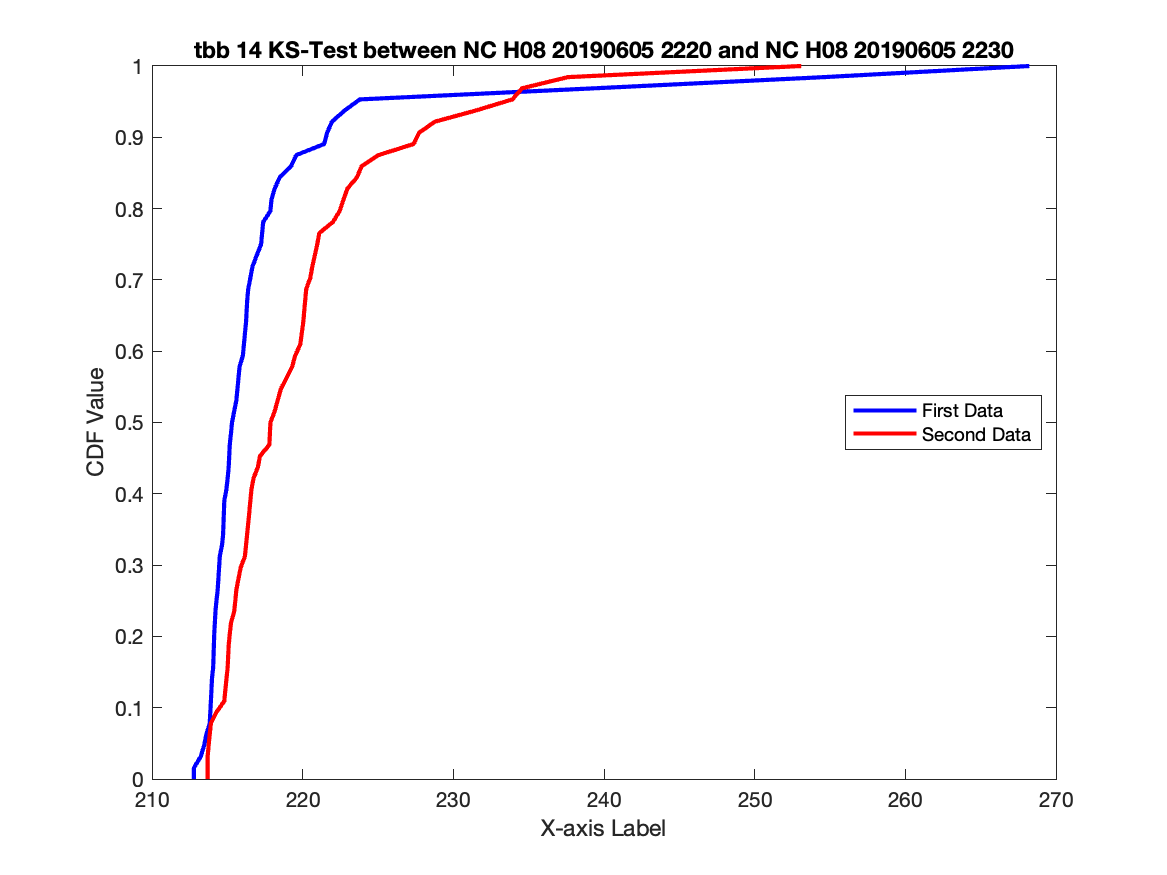 tbb 14 KS-Test between NC H08 20190605 2220 and NC H08 20190605 2230
1
0.9
0.8
0.7
0.6
0.5
0.4
0.3
0.2
0.1
0
CDF Value
First Data
Second Data
210 220 230 240 250 260 270
X-axis Label